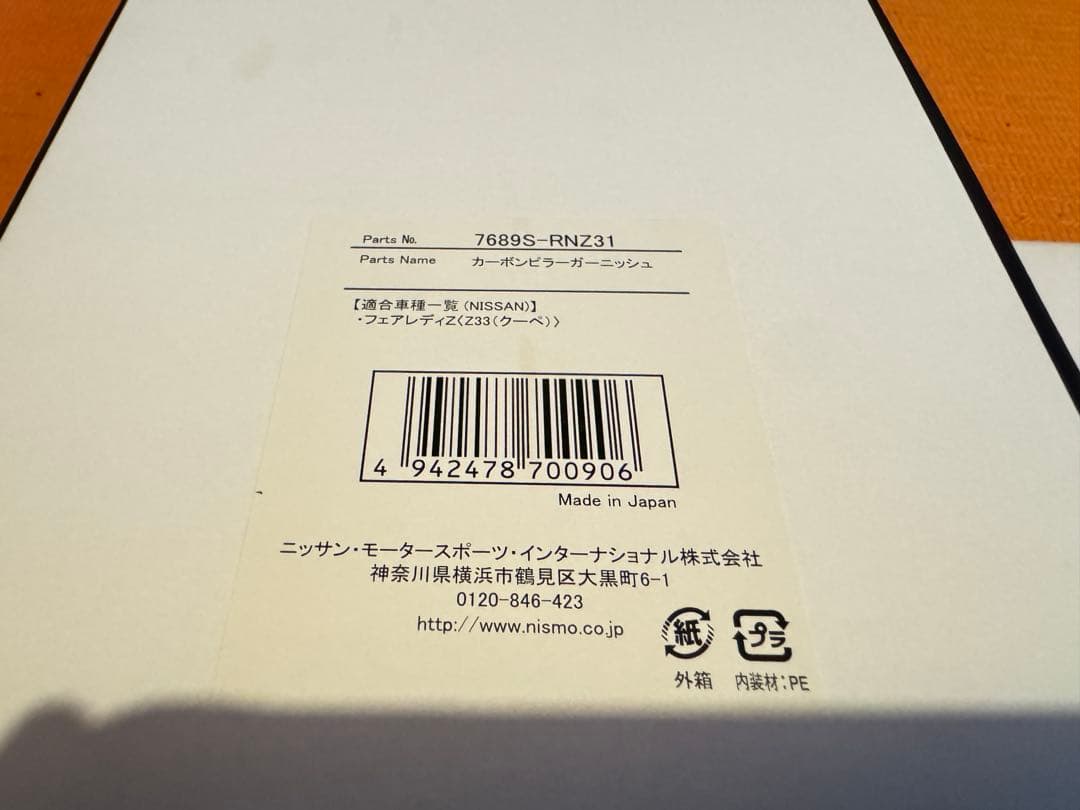 Parts No. 7689S-RNZ31
Parts Name カーボンピラーガーニッシュ
【適合車種一覧(NISSAN)】
・フェアレディZ〈Z33(クーペ)〉
4 942478 700906
Made in Japan
ニッサン・モータースポーツ・インターナショナル株式会社
神奈川県横浜市鶴見区大黒町6-1
0120-846-423
http://www.nismo.co.jp
紙 プラ
外箱 内装材:PE